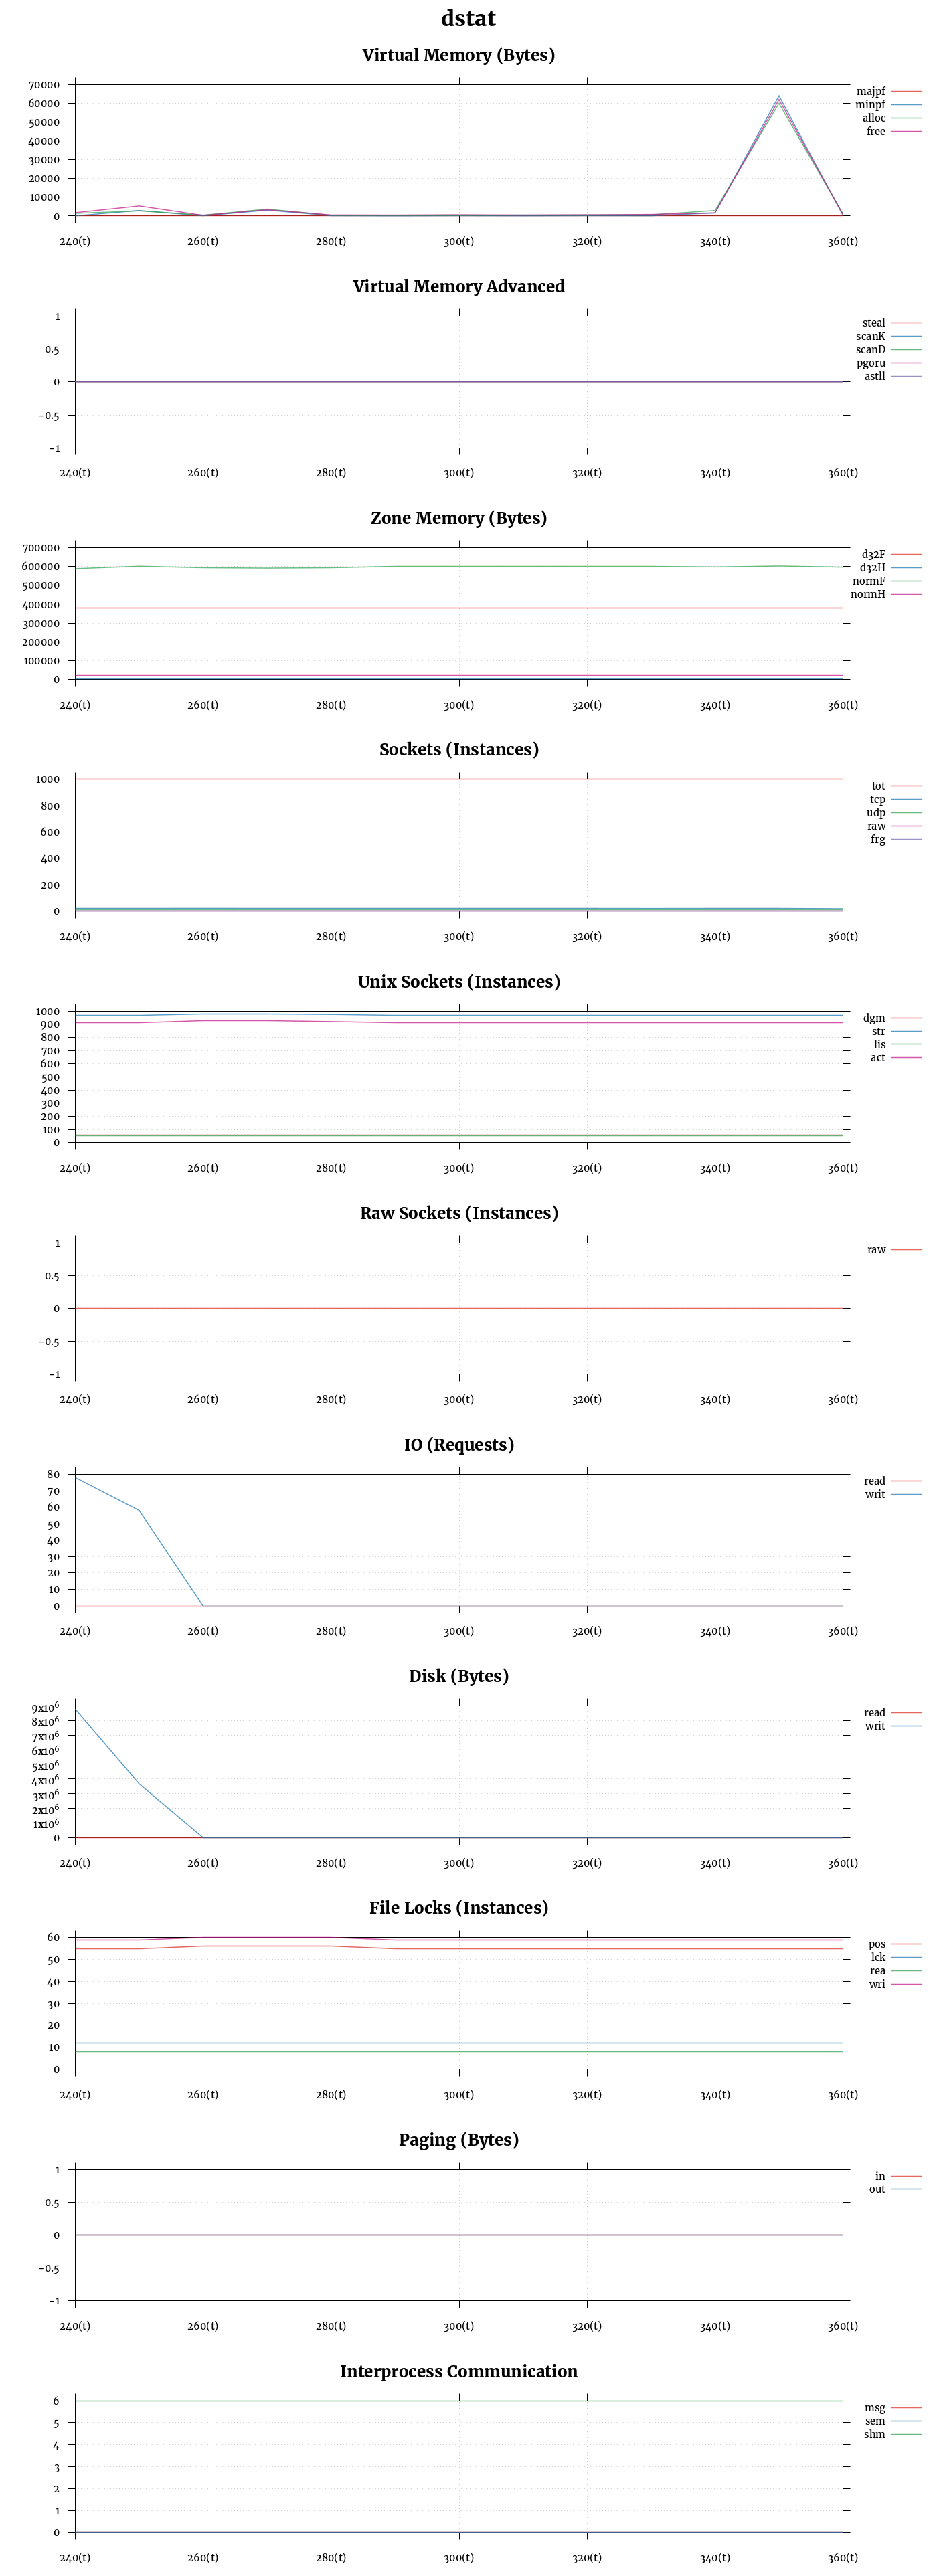 dstat
Virtual Memory (Bytes)
70000
60000
50000
40000
30000
20000
10000
0
240(t) 260(t) 280(t) 300(t) 320(t) 340(t) 360(t)
majpf
minpf
alloc
free
Virtual Memory Advanced
1
0.5
0
-0.5
-1
240(t) 260(t) 280(t) 300(t) 320(t) 340(t) 360(t)
steal
scanK
scanD
pgoru
astll
Zone Memory (Bytes)
700000
600000
500000
400000
300000
200000
100000
0
240(t) 260(t) 280(t) 300(t) 320(t) 340(t) 360(t)
d32F
d32H
normF
normH
Sockets (Instances)
1000
800
600
400
200
0
240(t) 260(t) 280(t) 300(t) 320(t) 340(t) 360(t)
tot
tcp
udp
raw
frg
Unix Sockets (Instances)
1000
900
800
700
600
500
400
300
200
100
0
240(t) 260(t) 280(t) 300(t) 320(t) 340(t) 360(t)
dgm
str
lis
act
Raw Sockets (Instances)
1
0.5
0
-0.5
-1
240(t) 260(t) 280(t) 300(t) 320(t) 340(t) 360(t)
raw
IO (Requests)
80
70
60
50
40
30
20
10
0
240(t) 260(t) 280(t) 300(t) 320(t) 340(t) 360(t)
read
writ
Disk (Bytes)
9x10⁶
8x10⁶
7x10⁶
6x10⁶
5x10⁶
4x10⁶
3x10⁶
2x10⁶
1x10⁶
0
240(t) 260(t) 280(t) 300(t) 320(t) 340(t) 360(t)
read
writ
File Locks (Instances)
60
50
40
30
20
10
0
240(t) 260(t) 280(t) 300(t) 320(t) 340(t) 360(t)
pos
lck
rea
wri
Paging (Bytes)
1
0.5
0
-0.5
-1
240(t) 260(t) 280(t) 300(t) 320(t) 340(t) 360(t)
in
out
Interprocess Communication
6
5
4
3
2
1
0
240(t) 260(t) 280(t) 300(t) 320(t) 340(t) 360(t)
msg
sem
shm